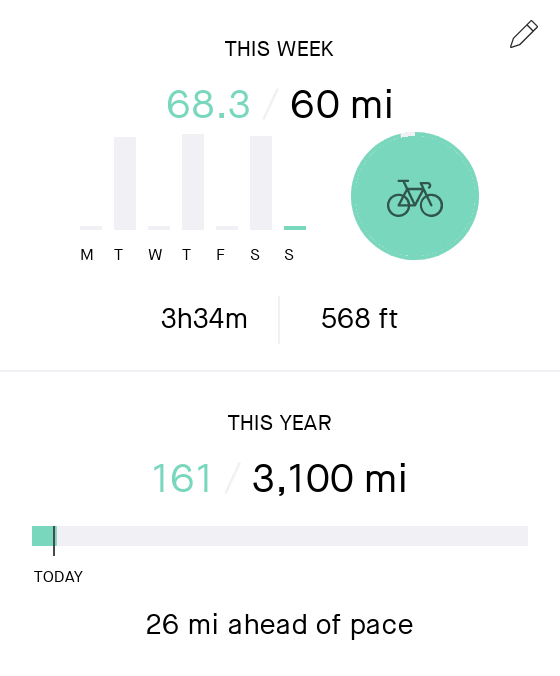 THIS WEEK
68.3 / 60 mi
M T W T F S S
3h34m 568 ft
THIS YEAR
161 / 3,100 mi
TODAY
26 mi ahead of pace